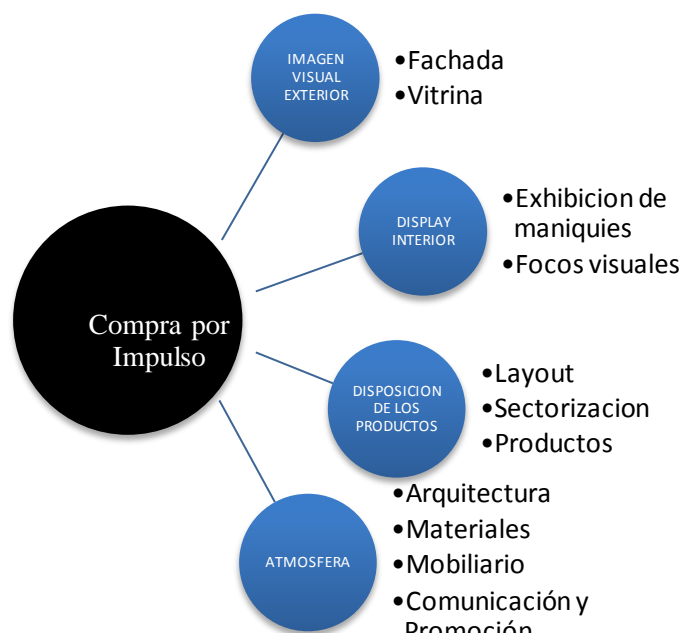 IMAGEN
VISUAL
EXTERIOR
•Fachada
•Vitrina
DISPLAY
INTERIOR
•Exhibicion de
maniquies
•Focos visuales
Compra por
Impulso
DISPOSICION
DE LOS
PRODUCTOS
•Layout
•Sectorizacion
•Productos
ATMOSFERA
•Arquitectura
•Materiales
•Mobiliario
•Comunicación y
Promoción